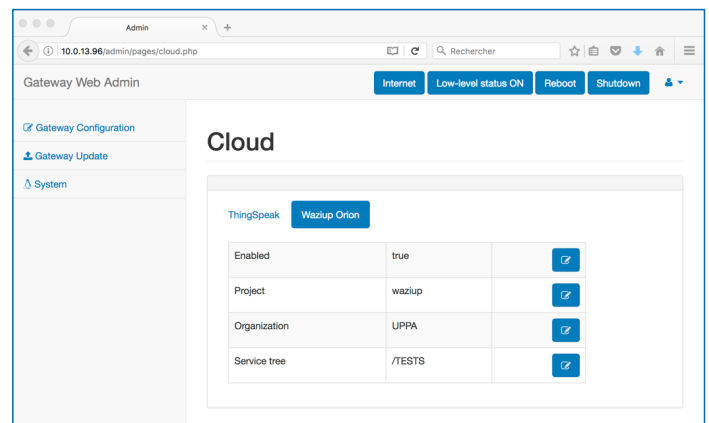 Admin
10.0.13.96/admin/pages/cloud.php
Rechercher
Gateway Web Admin
Internet
Low-level status ON
Reboot
Shutdown
Gateway Configuration
Gateway Update
System
Cloud
ThingSpeak
Waziup Orion
Enabled true
Project waziup
Organization UPPA
Service tree /TESTS